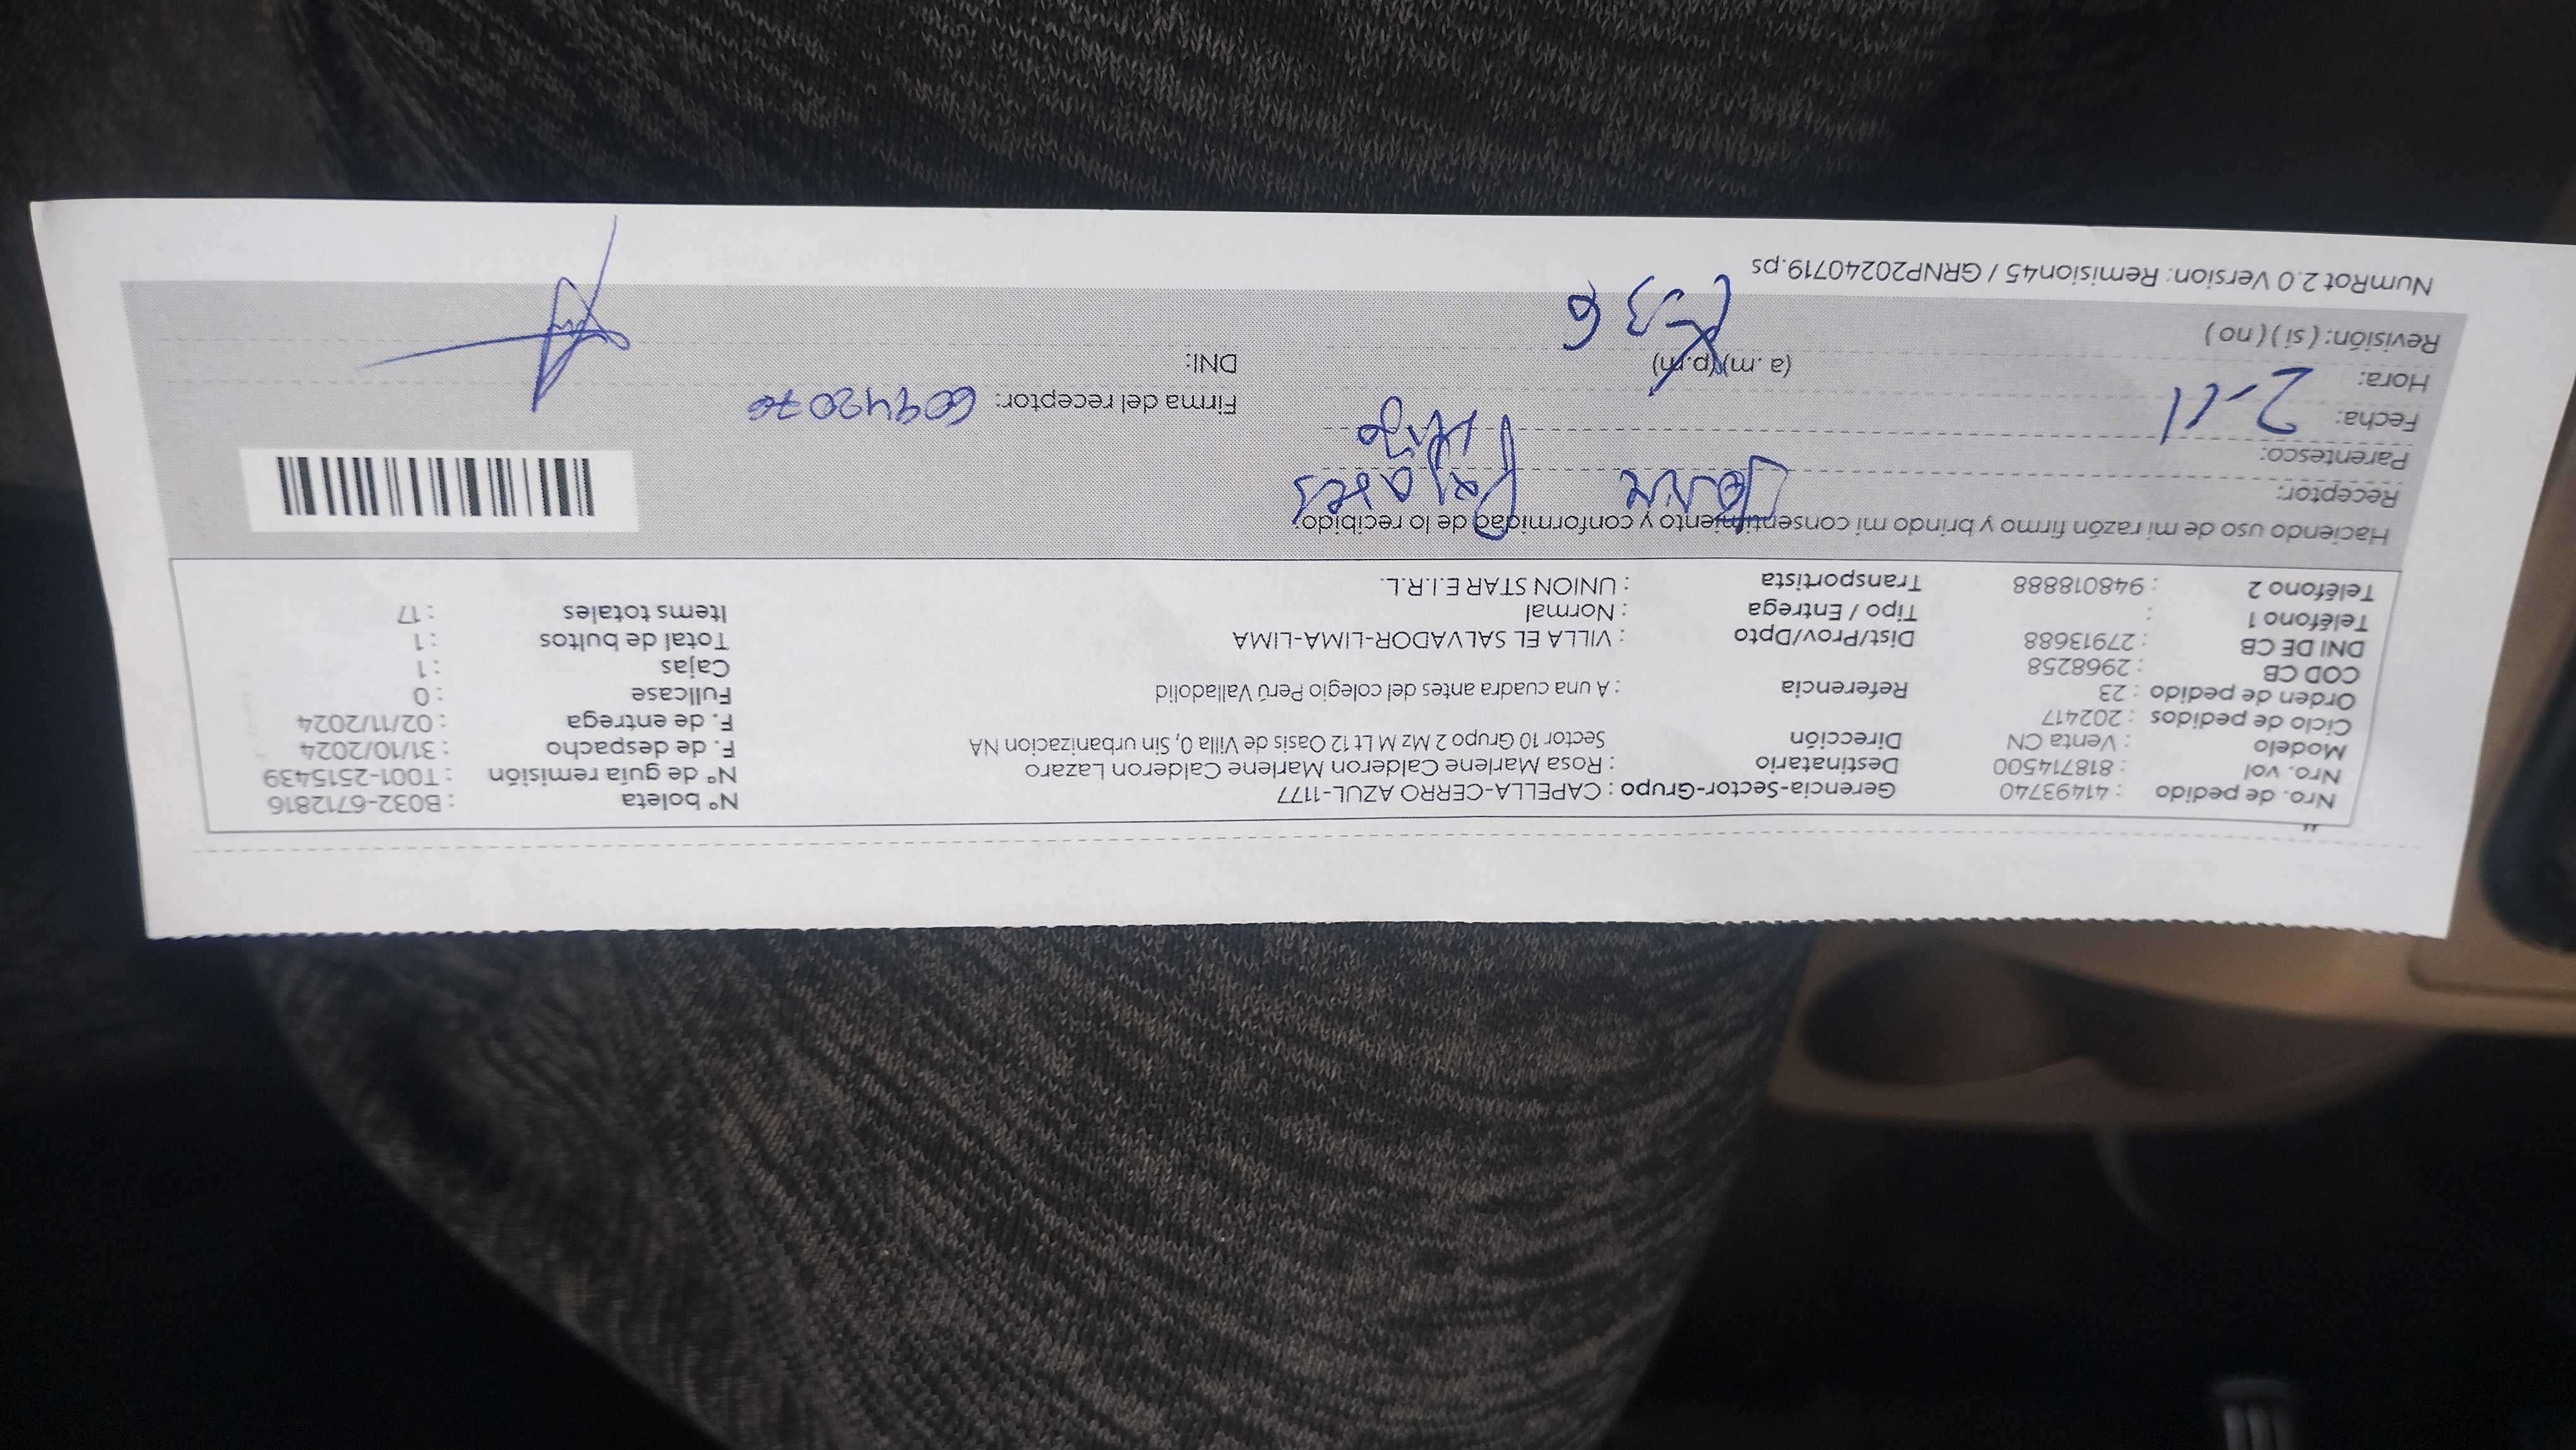 Nro. de pedido : 41493740 Gerencia-Sector-Grupo : CAPELLA-CERRO AZUL-1177 N° boleta : B032-6712816
Nro. vol : 818714500 Destinatario : Rosa Marlene Calderon Marlene Calderon Lazaro N° de guía remisión : T001-2515439
Modelo : Venta CN Dirección Sector 10 Grupo 2 Mz M Lt 12 Oasis de Villa 0, Sin urbanizacion NA F. de despacho : 31/10/2024
Ciclo de pedidos : 202417 F. de entrega : 02/11/2024
Orden de pedido : 23 Referencia : A una cuadra antes del colegio Perú Valladolid Fullcase : 0
COD CB : 2968258 Cajas : 1
DNI DE CB : 27913688 Dist/Prov/Dpto : VILLA EL SALVADOR-LIMA-LIMA Total de bultos : 1
Teléfono 1 : Tipo / Entrega : Normal Items totales : 17
Teléfono 2 : 948018888 Transportista : UNION STAR E.I.R.L.
Haciendo uso de mi razón firmo y brindo mi consentimiento y conformidad de lo recibido.
Receptor:
Parentesco: Hijo
Fecha: 2-11 Firma del receptor: 60942070
Hora: (a.m) (p.m) DNI:
Revisión: ( si ) ( no )
NumRot 2.0 Version: Remision45 / GRNP20240719.ps